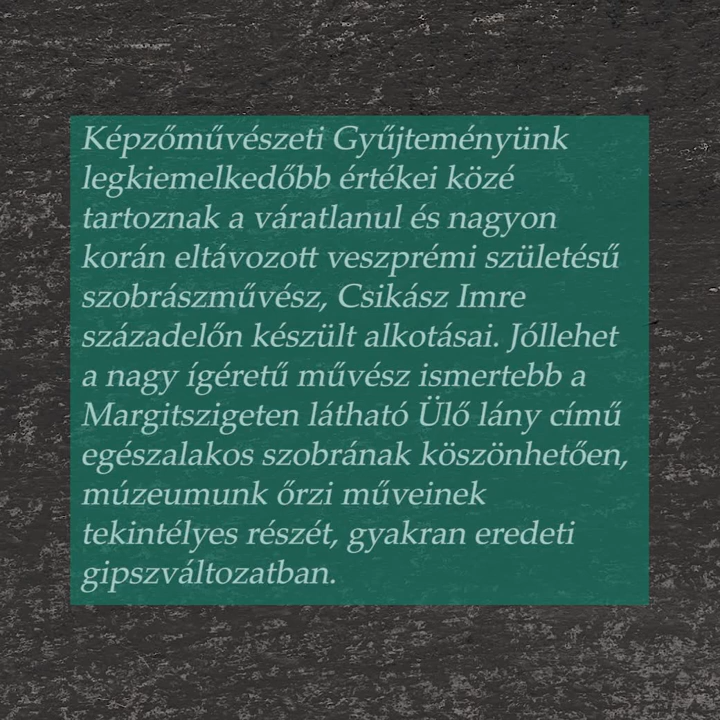 Képzőművészeti Gyűjteményünk
legkiemelkedőbb értékei közé
tartoznak a váratlanul és nagyon
korán eltávozott veszprémi születésű
szobrászművész, Csikász Imre
századelőn készült alkotásai. Jóllehet
a nagy ígéretű művész ismertebb a
Margitszigeten látható Ülő lány című
egészalakos szobrának köszönhetően,
múzeumunk őrzi műveinek
tekintélyes részét, gyakran eredeti
gipszváltozatban.